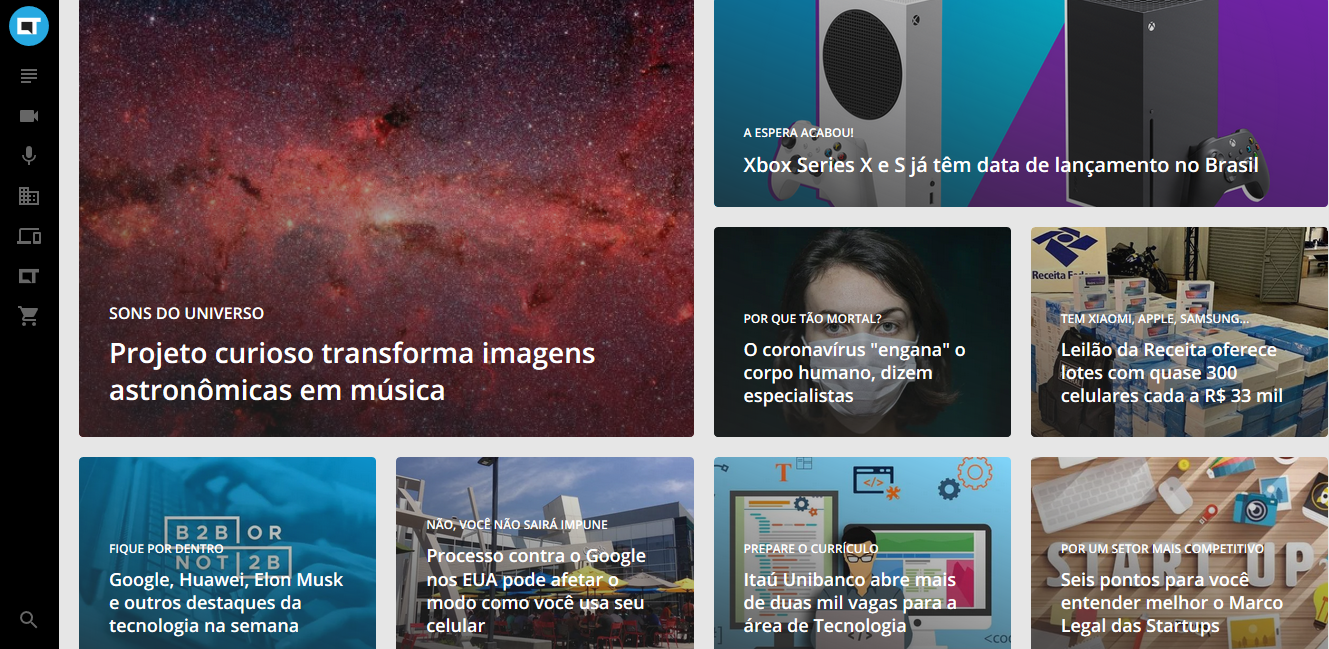 SONS DO UNIVERSO
Projeto curioso transforma imagens
astronômicas em música
A ESPERA ACABOU!
Xbox Series X e S já têm data de lançamento no Brasil
POR QUE TÃO MORTAL?
O coronavírus "engana" o
corpo humano, dizem
especialistas
Receita Federal
TEM XIAOMI, APPLE, SAMSUNG...
Leilão da Receita oferece
lotes com quase 300
celulares cada a R$ 33 mil
B2B OR
NOT 2B
FIQUE POR DENTRO
Google, Huawei, Elon Musk
e outros destaques da
tecnologia na semana
NÃO, VOCÊ NÃO SAIRÁ IMPUNE
Processo contra o Google
nos EUA pode afetar o
modo como você usa seu
celular
T
</>
PREPARE O CURRÍCULO
Itaú Unibanco abre mais
de duas mil vagas para a
área de Tecnologia
</>
<coo
START UP
POR UM SETOR MAIS COMPETITIVO
Seis pontos para você
entender melhor o Marco
Legal das Startups